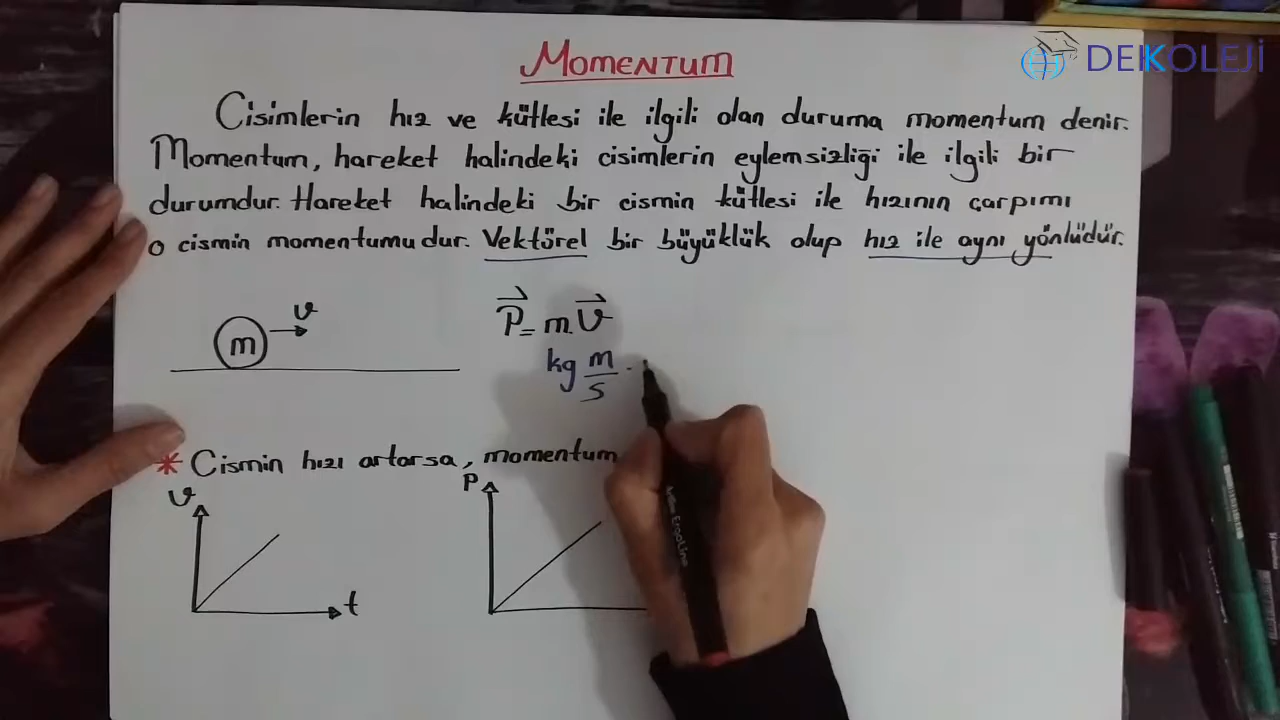 DEKOLEJİ
MOMENTUM
Cisimlerin hız ve kütlesi ile ilgili olan duruma momentum denir.
Momentum, hareket halindeki cisimlerin eylemsizliği ile ilgili bir
durumdur. Hareket halindeki bir cismin kütlesi ile hızının çarpımı
o cismin momentumudur. Vektörel bir büyüklük olup hız ile aynı yönlüdür.
m v
P = m v
kg m/s .
* Cismin hızı artarsa, momentum
v t
P